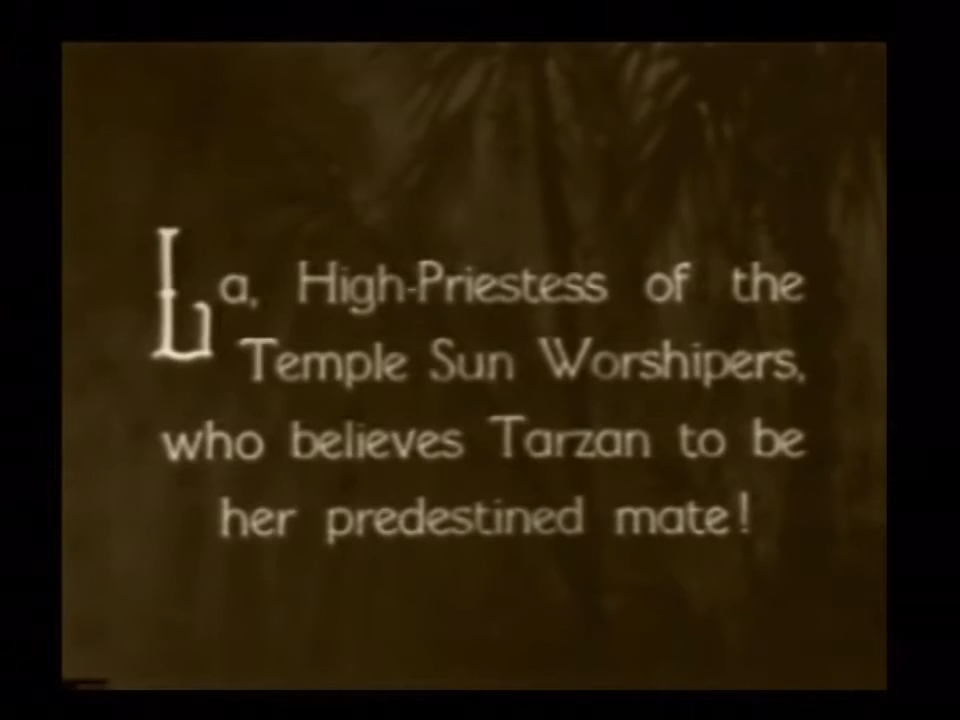 La, High-Priestess of the
Temple Sun Worshipers,
who believes Tarzan to be
her predestined mate!